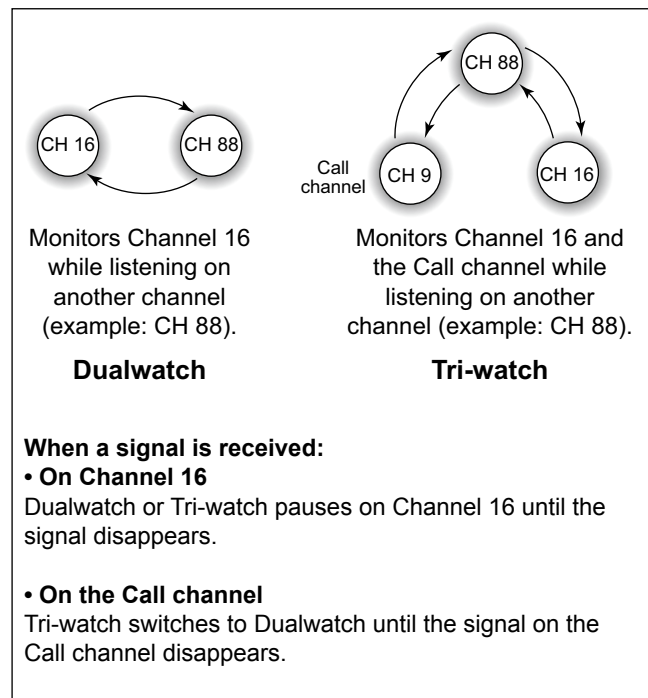 CH 16
CH 88
Monitors Channel 16
while listening on
another channel
(example: CH 88).
Dualwatch
CH 88
Call
channel
CH 9
CH 16
Monitors Channel 16 and
the Call channel while
listening on another
channel (example: CH 88).
Tri-watch
When a signal is received:
• On Channel 16
Dualwatch or Tri-watch pauses on Channel 16 until the
signal disappears.
• On the Call channel
Tri-watch switches to Dualwatch until the signal on the
Call channel disappears.